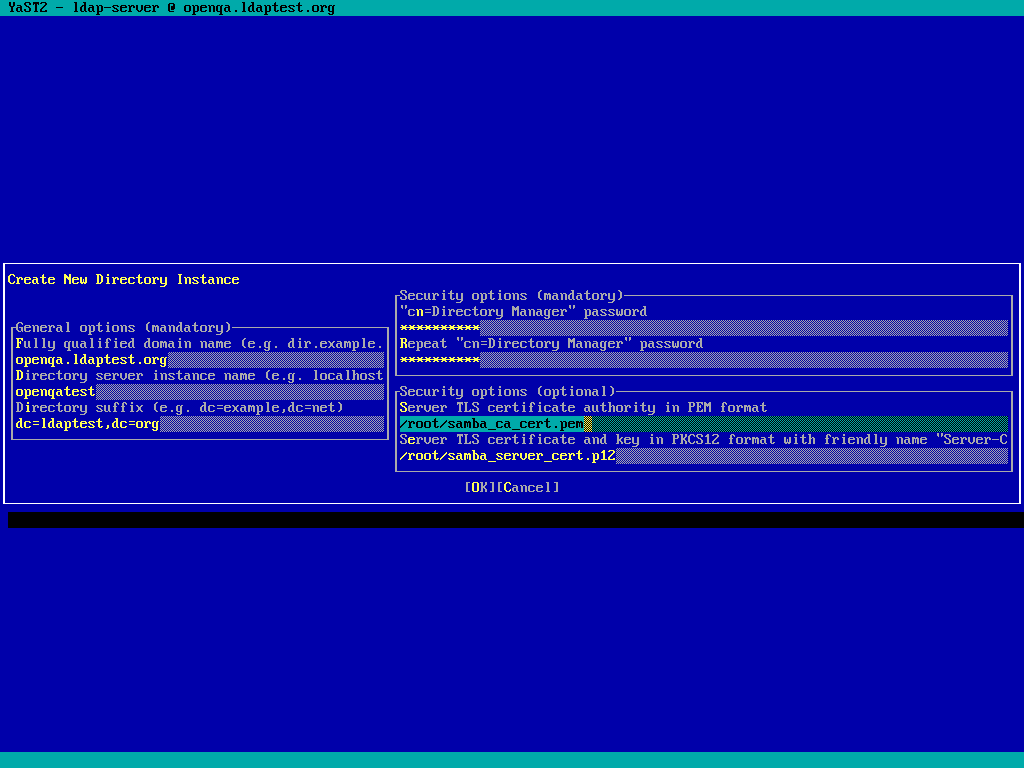 YaST2 - ldap-server @ openqa.ldaptest.org
Create New Directory Instance
General options (mandatory)
Fully qualified domain name (e.g. dir.example.
openqa.ldaptest.org
Directory server instance name (e.g. localhost
openqatest
Directory suffix (e.g. dc=example,dc=net)
dc=ldaptest,dc=org
Security options (mandatory)
"cn=Directory Manager" password
**********
Repeat "cn=Directory Manager" password
**********
Security options (optional)
Server TLS certificate authority in PEM format
/root/samba_ca_cert.pem
Server TLS certificate and key in PKCS12 format with friendly name "Server-C
/root/samba_server_cert.p12
[OK][Cancel]